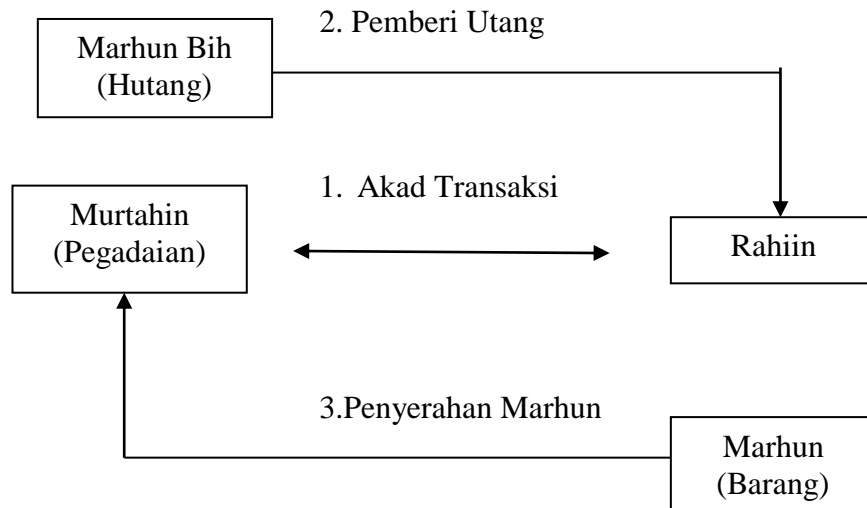 2. Pemberi Utang
Marhun Bih
(Hutang)
1. Akad Transaksi
Murtahin
(Pegadaian)
Rahiin
3.Penyerahan Marhun
Marhun
(Barang)